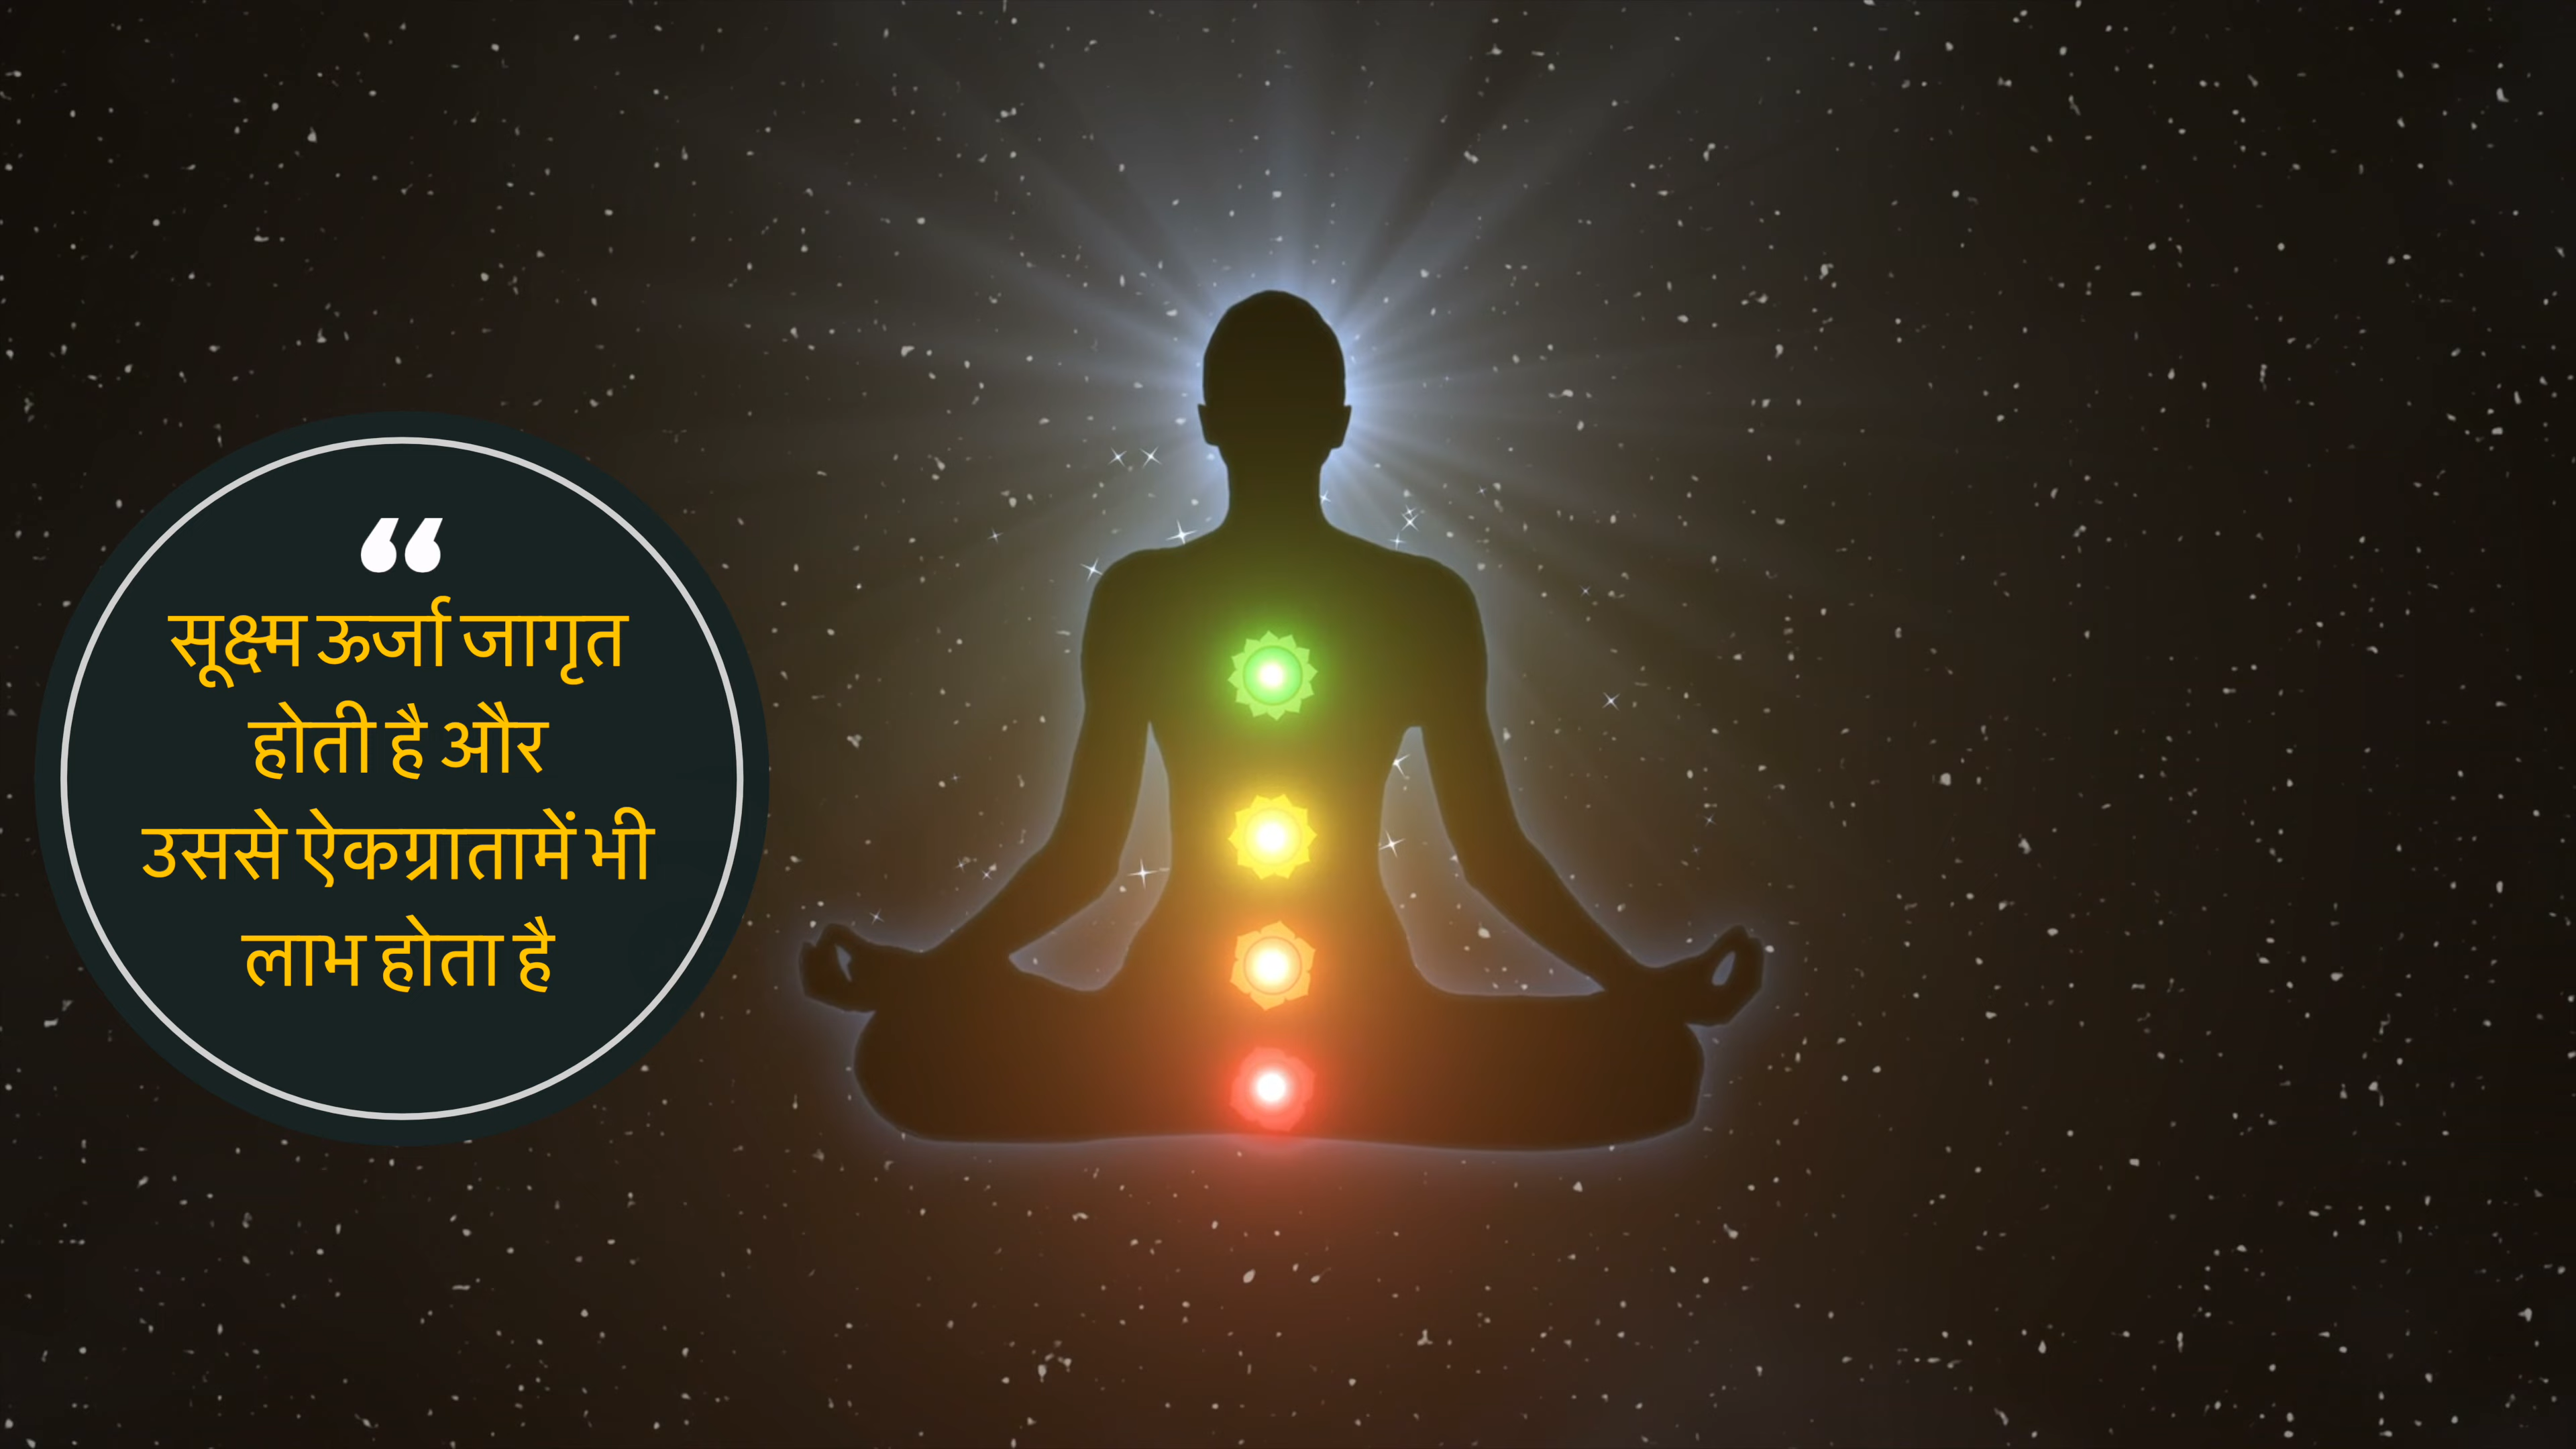 “
सूक्ष्म ऊर्जा जागृत
होती है और
उससे ऐकग्रातामें भी
लाभ होता है